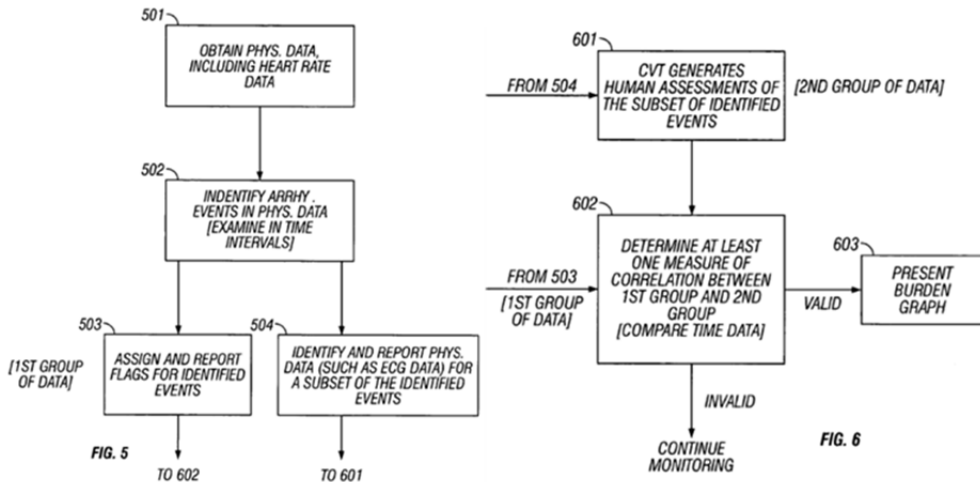 501
OBTAIN PHYS. DATA,
INCLUDING HEART RATE
DATA
502
INDENTIFY ARRHY.
EVENTS IN PHYS. DATA
[EXAMINE IN TIME
INTERVALS]
503
[1ST GROUP
OF DATA]
ASSIGN AND REPORT
FLAGS FOR IDENTIFIED
EVENTS
504
IDENTIFY AND REPORT PHYS.
DATA (SUCH AS ECG DATA) FOR
A SUBSET OF THE IDENTIFIED
EVENTS
FIG. 5
TO 602
TO 601
601
FROM 504
CVT GENERATES
HUMAN ASSESSMENTS OF
THE SUBSET OF IDENTIFIED
EVENTS
[2ND GROUP OF DATA]
602
FROM 503
[1ST GROUP
OF DATA]
DETERMINE AT LEAST
ONE MEASURE OF
CORRELATION BETWEEN
1ST GROUP AND 2ND
GROUP
[COMPARE TIME DATA]
VALID
603
PRESENT
BURDEN
GRAPH
INVALID
CONTINUE
MONITORING
FIG. 6